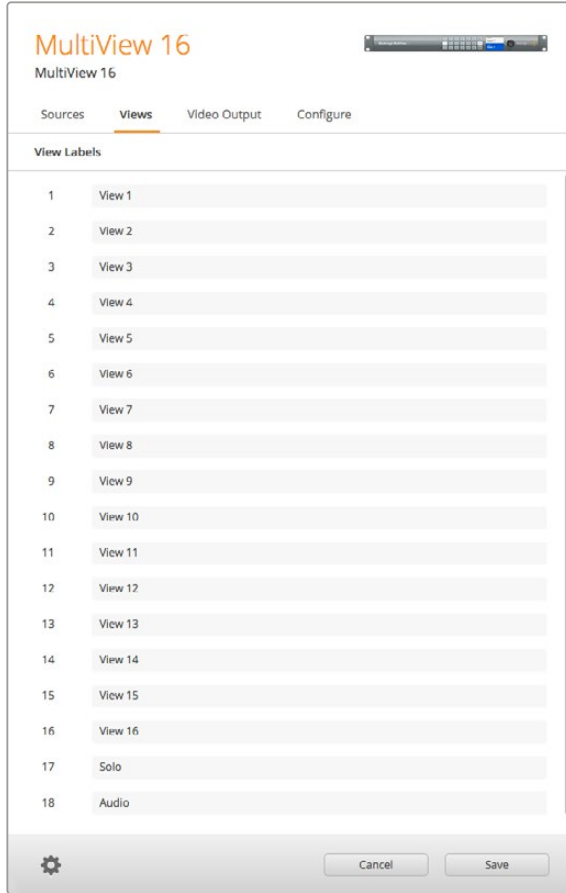 MultiView 16
MultiView 16
Sources Views Video Output Configure
View Labels
1 View 1
2 View 2
3 View 3
4 View 4
5 View 5
6 View 6
7 View 7
8 View 8
9 View 9
10 View 10
11 View 11
12 View 12
13 View 13
14 View 14
15 View 15
16 View 16
17 Solo
18 Audio
Cancel Save